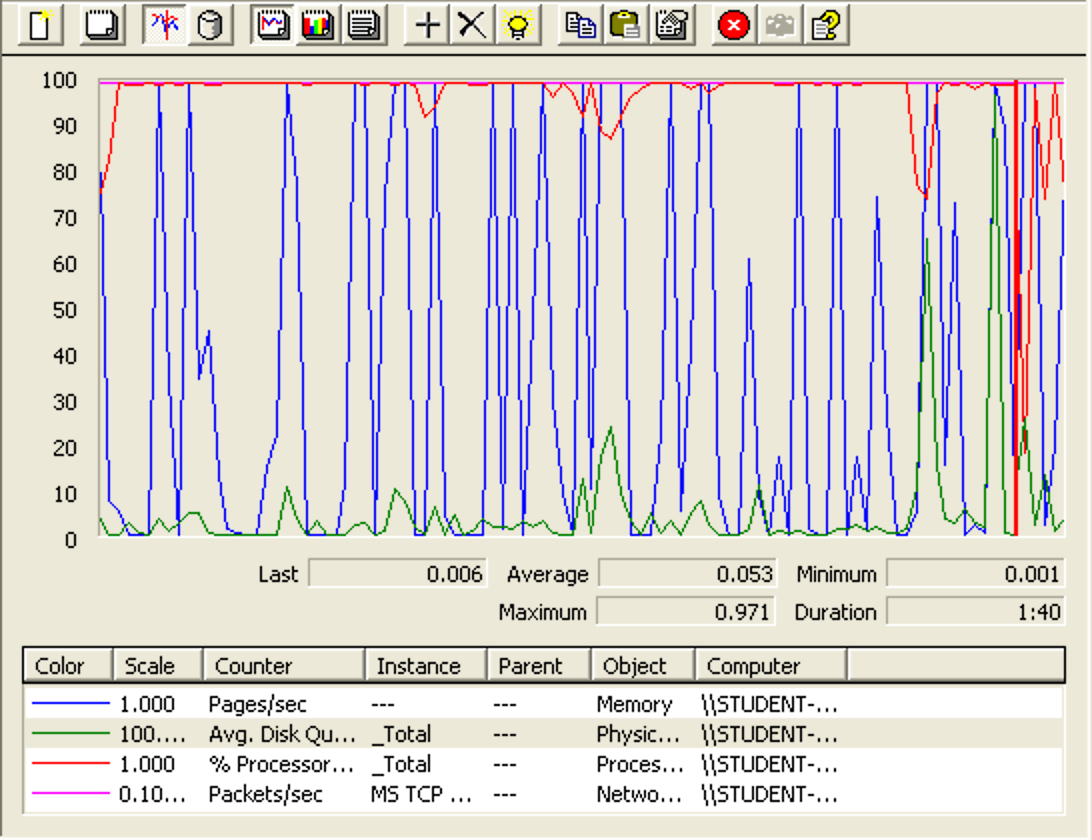 100
90
80
70
60
50
40
30
20
10
0
Last 0.006 Average 0.053 Minimum 0.001
Maximum 0.971 Duration 1:40
Color Scale Counter Instance Parent Object Computer
1.000 Pages/sec --- --- Memory \\STUDENT-...
100.... Avg. Disk Qu... _Total --- Physic... \\STUDENT-...
1.000 % Processor... _Total --- Proces... \\STUDENT-...
0.10... Packets/sec MS TCP ... --- Netwo... \\STUDENT-...